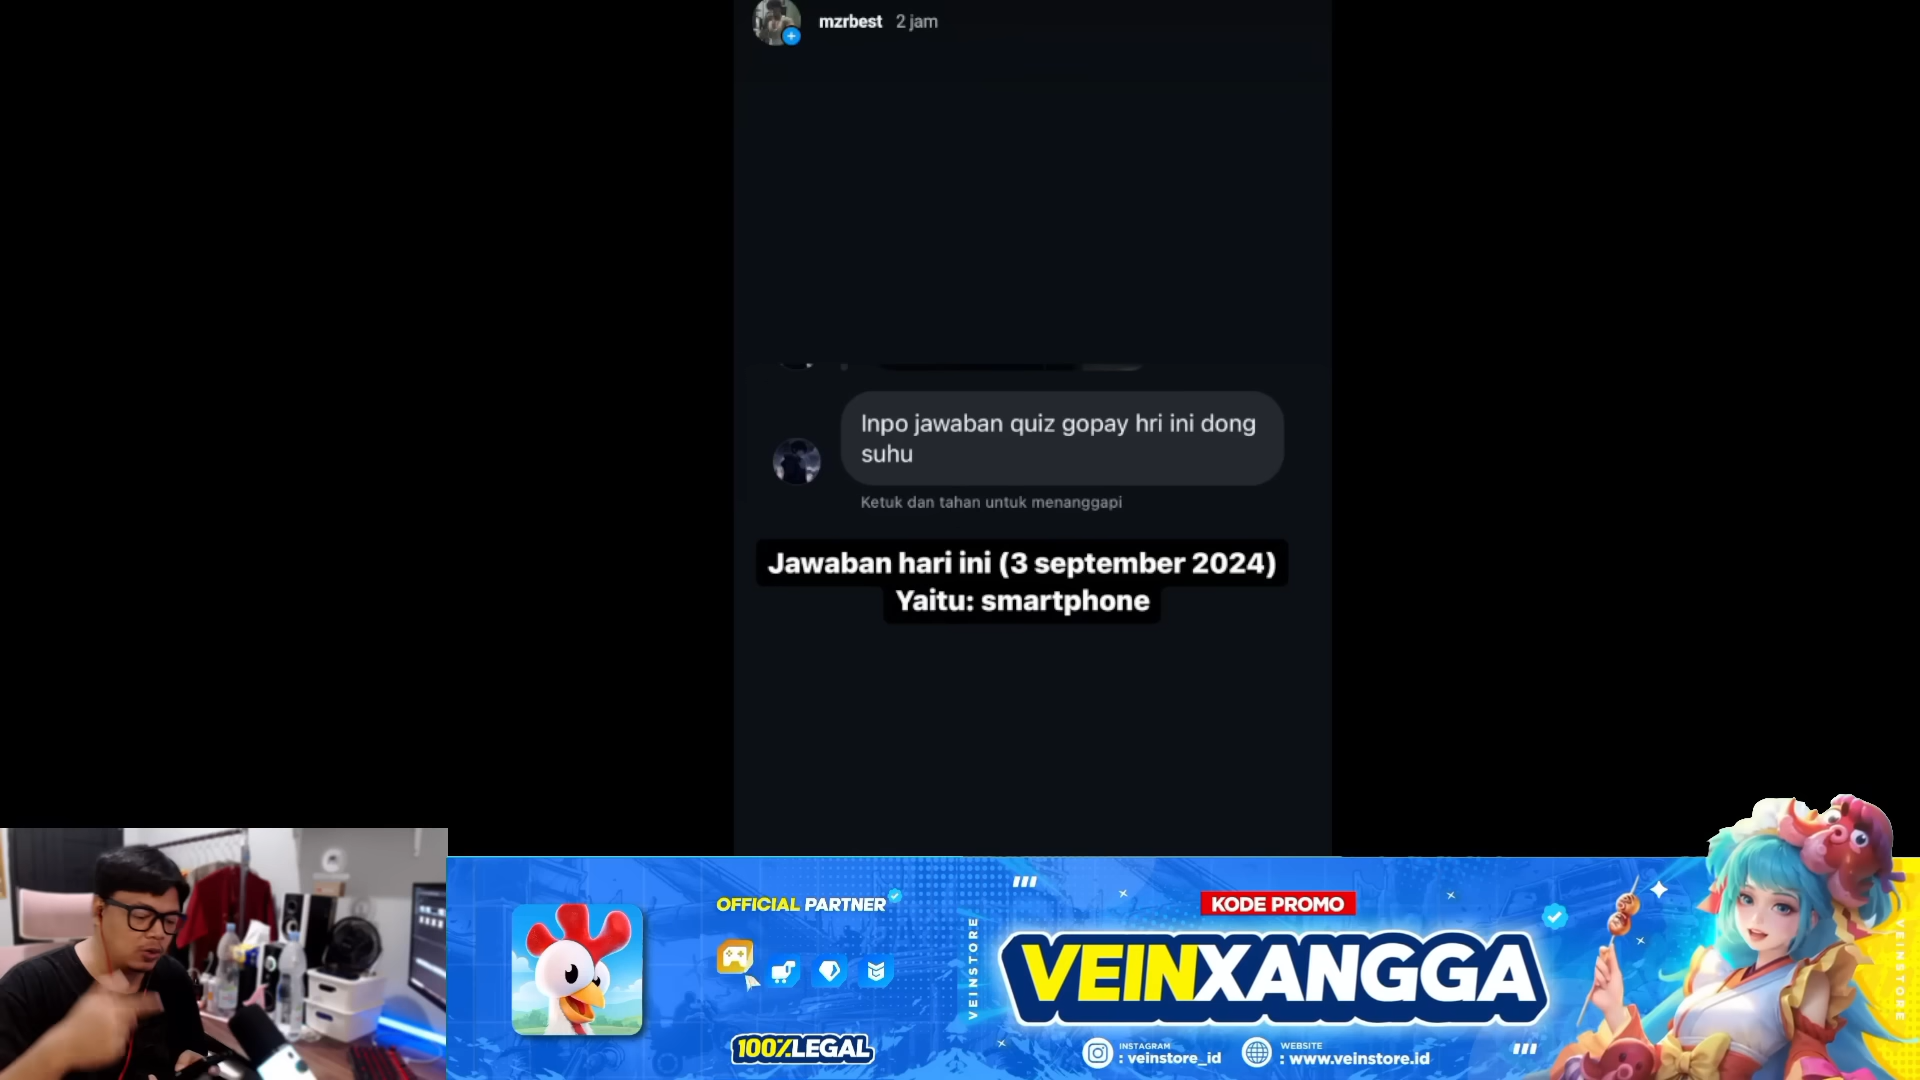 mzrbest 2 jam
Inpo jawaban quiz gopay hri ini dong
suhu
Ketuk dan tahan untuk menanggapi
Jawaban hari ini (3 september 2024)
Yaitu: smartphone
OFFICIAL PARTNER
100% LEGAL
VEINSTORE
KODE PROMO
VEINXANGGA
INSTAGRAM
: veinstore_id
WEBSITE
: www.veinstore.id
VEINSTORE